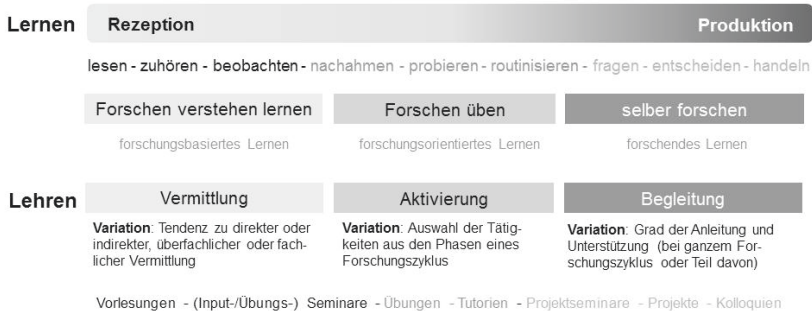 Lernen Rezeption Produktion
lesen - zuhören - beobachten - nachahmen - probieren - routinisieren - fragen - entscheiden - handeln
Forschen verstehen lernen Forschen üben selber forschen
forschungsbasiertes Lernen forschungsorientiertes Lernen forschendes Lernen
Lehren Vermittlung Aktivierung Begleitung
Variation: Tendenz zu direkter oder
indirekter, überfachlicher oder fach-
licher Vermittlung
Variation: Auswahl der Tätig-
keiten aus den Phasen eines
Forschungszyklus
Variation: Grad der Anleitung und
Unterstützung (bei ganzem For-
schungszyklus oder Teil davon)
Vorlesungen - (Input-/Übungs-) Seminare - Übungen - Tutorien - Projektseminare - Projekte - Kolloquien